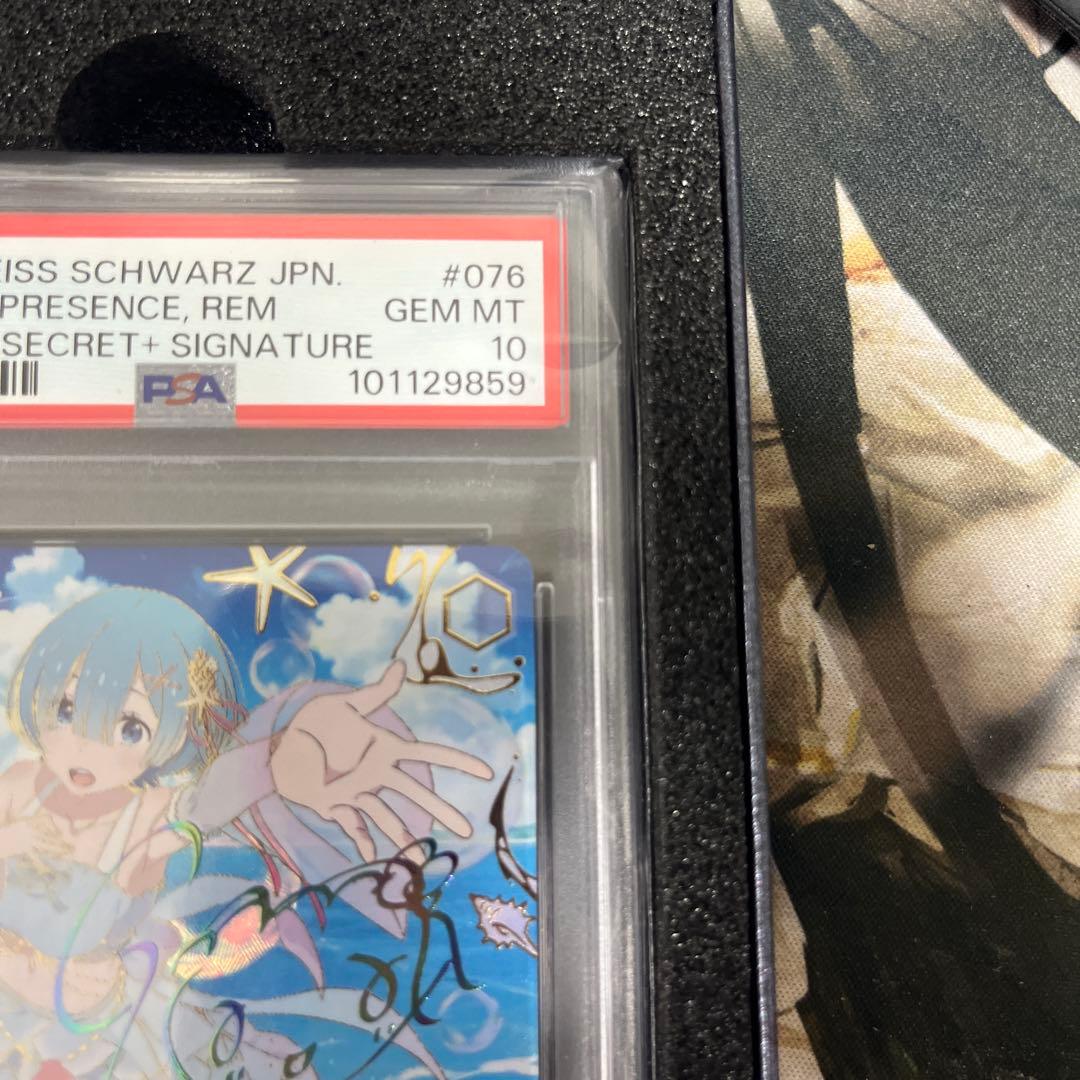 EISS SCHWARZ JPN. #076
PRESENCE, REM GEM MT
SECRET+ SIGNATURE 10
PSA 101129859